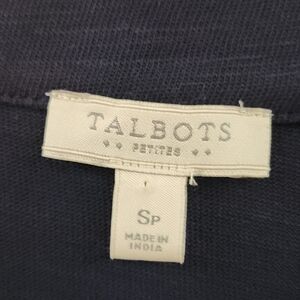 TALBOTS
PETITES
SP
MADE IN
INDIA